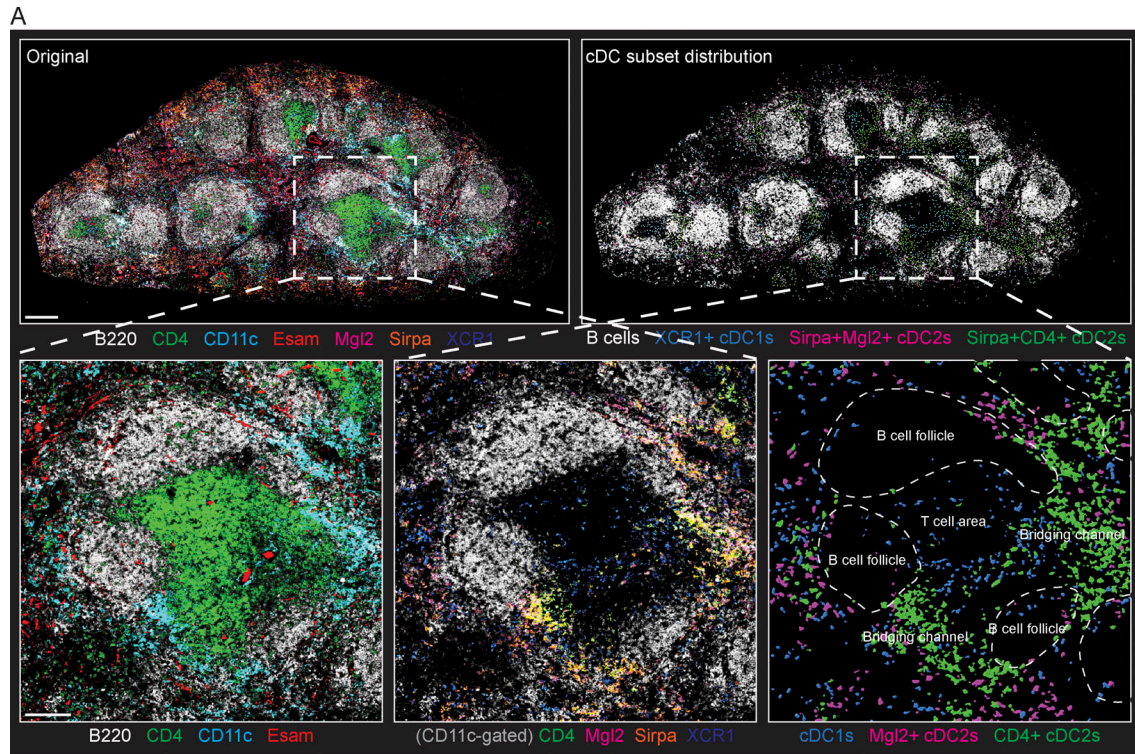 A
Original
cDC subset distribution
B220 CD4 CD11c Esam Mgl2 Sirpa XCR1
B cells XCR1+ cDC1s Sirpa+Mgl2+ cDC2s Sirpa+CD4+ cDC2s
B cell follicle
T cell area
Bridging channel
B cell follicle
Bridging channel
B cell follicle
B220 CD4 CD11c Esam
(CD11c-gated) CD4 Mgl2 Sirpa XCR1
cDC1s Mgl2+ cDC2s CD4+ cDC2s